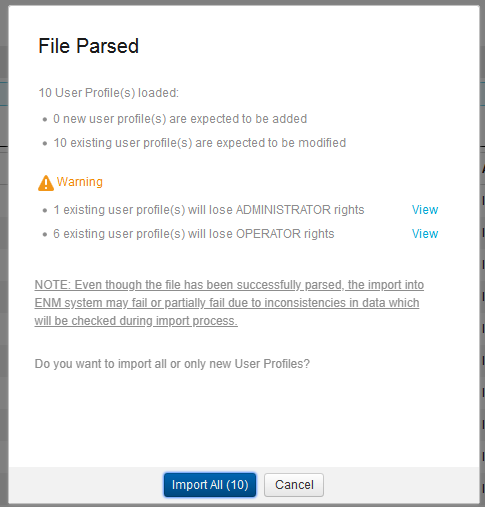 File Parsed
10 User Profile(s) loaded:
• 0 new user profile(s) are expected to be added
• 10 existing user profile(s) are expected to be modified
Warning
• 1 existing user profile(s) will lose ADMINISTRATOR rights View
• 6 existing user profile(s) will lose OPERATOR rights View
NOTE: Even though the file has been successfully parsed, the import into
ENM system may fail or partially fail due to inconsistencies in data which
will be checked during import process.
Do you want to import all or only new User Profiles?
Import All (10) Cancel